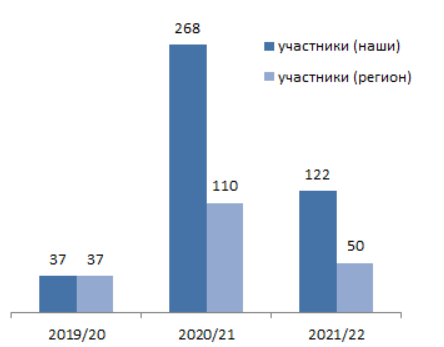 268
участники (наши)
участники (регион)
122
110
37 37
50
2019/20 2020/21 2021/22